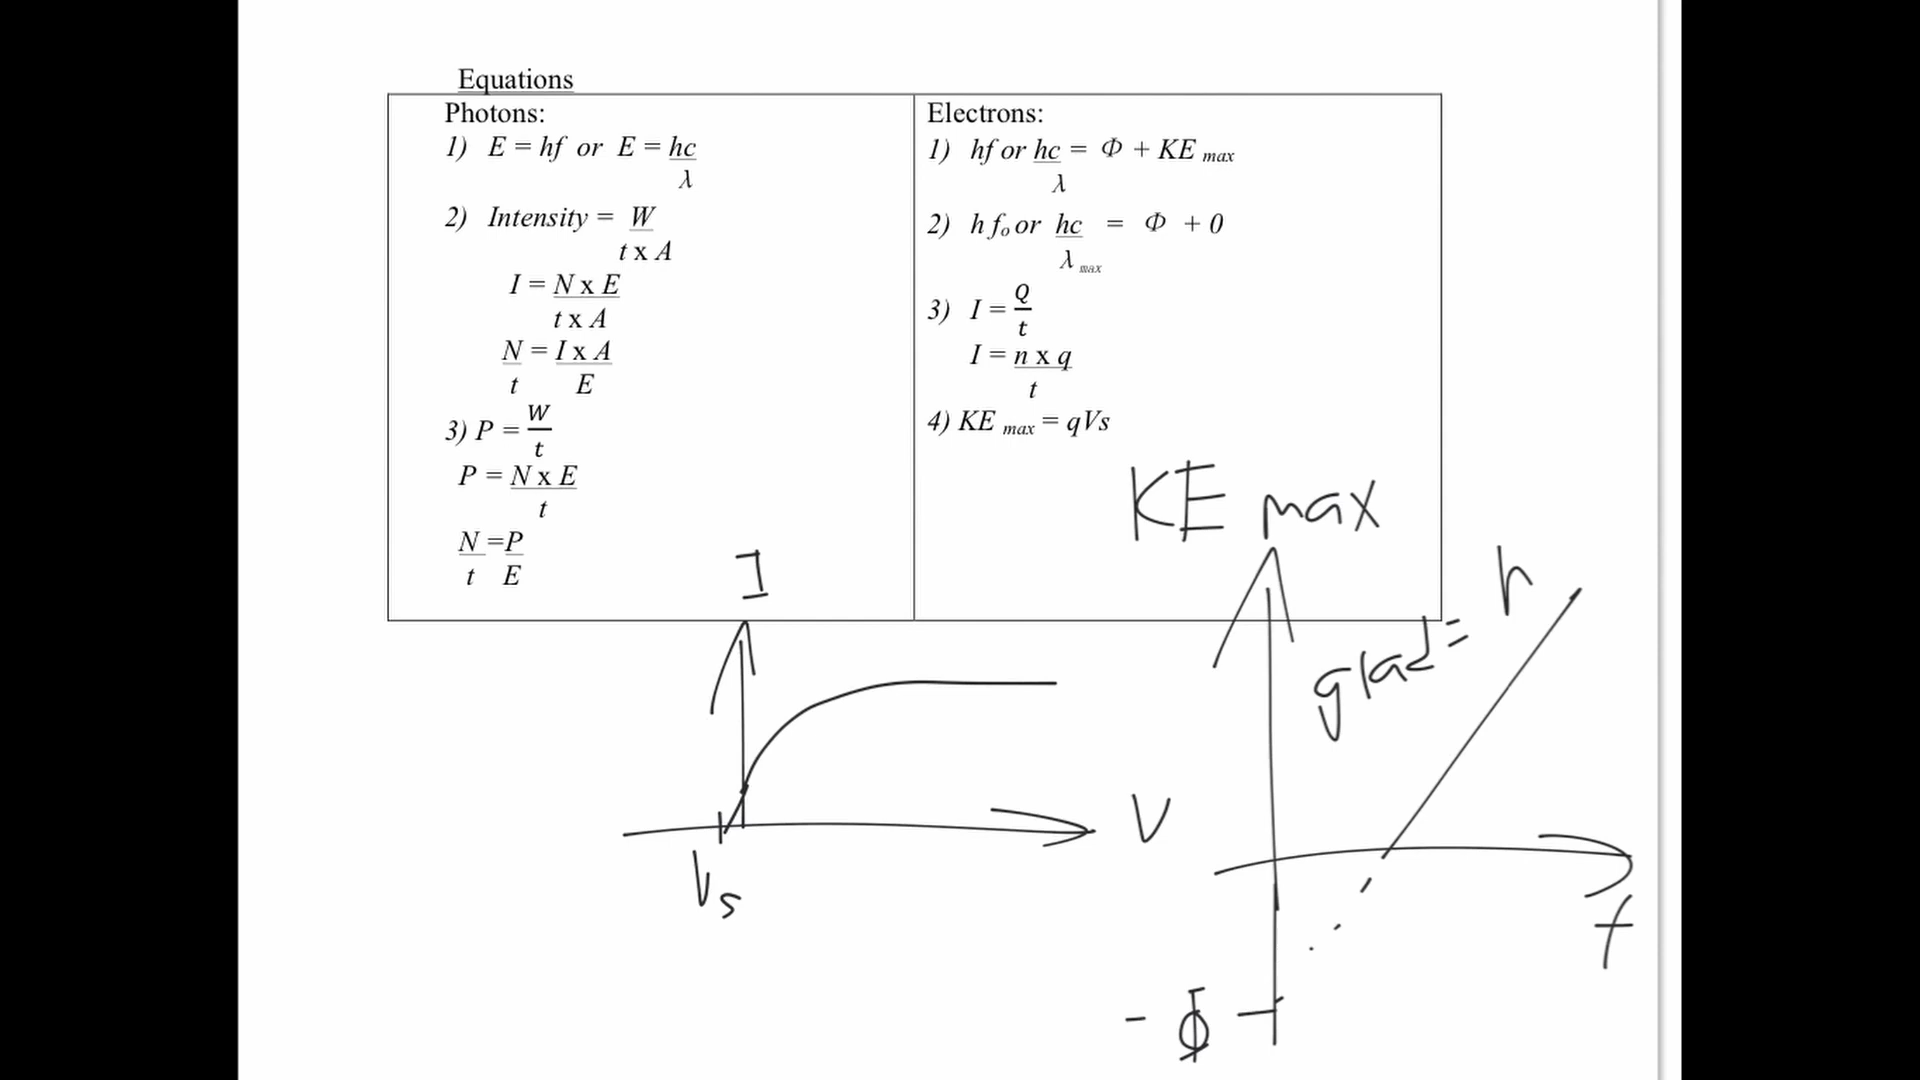 Equations
Photons:
1) E = hf or E = hc
λ
2) Intensity = W
t x A
I = N x E
t x A
N = I x A
t E
3) P = W
t
P = N x E
t
N =P
t E
Electrons:
1) hf or hc = Φ + KE max
λ
2) h fo or hc = Φ + 0
λ max
3) I = Q
t
I = n x q
t
4) KE max = qVs
I
V
Vs
KE max
grad = h
f
- ϕ